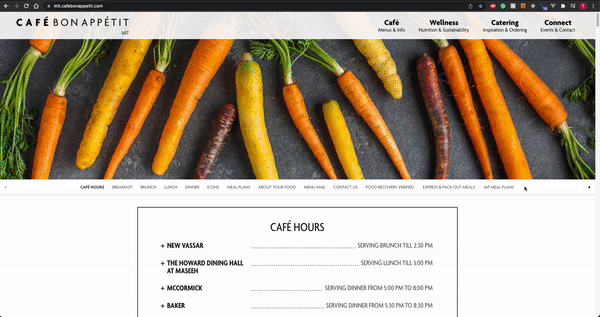 mit.cafebonappetit.com
CAFÉ BON APPÉTIT
MIT
Café
Menus & Info
Wellness
Nutrition & Sustainability
Catering
Inspiration & Ordering
Connect
Events & Contact
CAFÉ HOURS BREAKFAST BRUNCH LUNCH DINNER ICONS MEAL PLANS ABOUT YOUR FOOD MENU MAIL CONTACT US FOOD RECOVERY VERIFIED EXPRESS & PACK-OUT MEALS IAP MEAL PLANS
CAFÉ HOURS
+ NEW VASSAR SERVING BRUNCH TILL 2:30 PM
+ THE HOWARD DINING HALL AT MASEEH SERVING LUNCH TILL 3:00 PM
+ MCCORMICK SERVING DINNER FROM 5:00 PM TO 8:00 PM
+ BAKER SERVING DINNER FROM 5:30 PM TO 8:30 PM